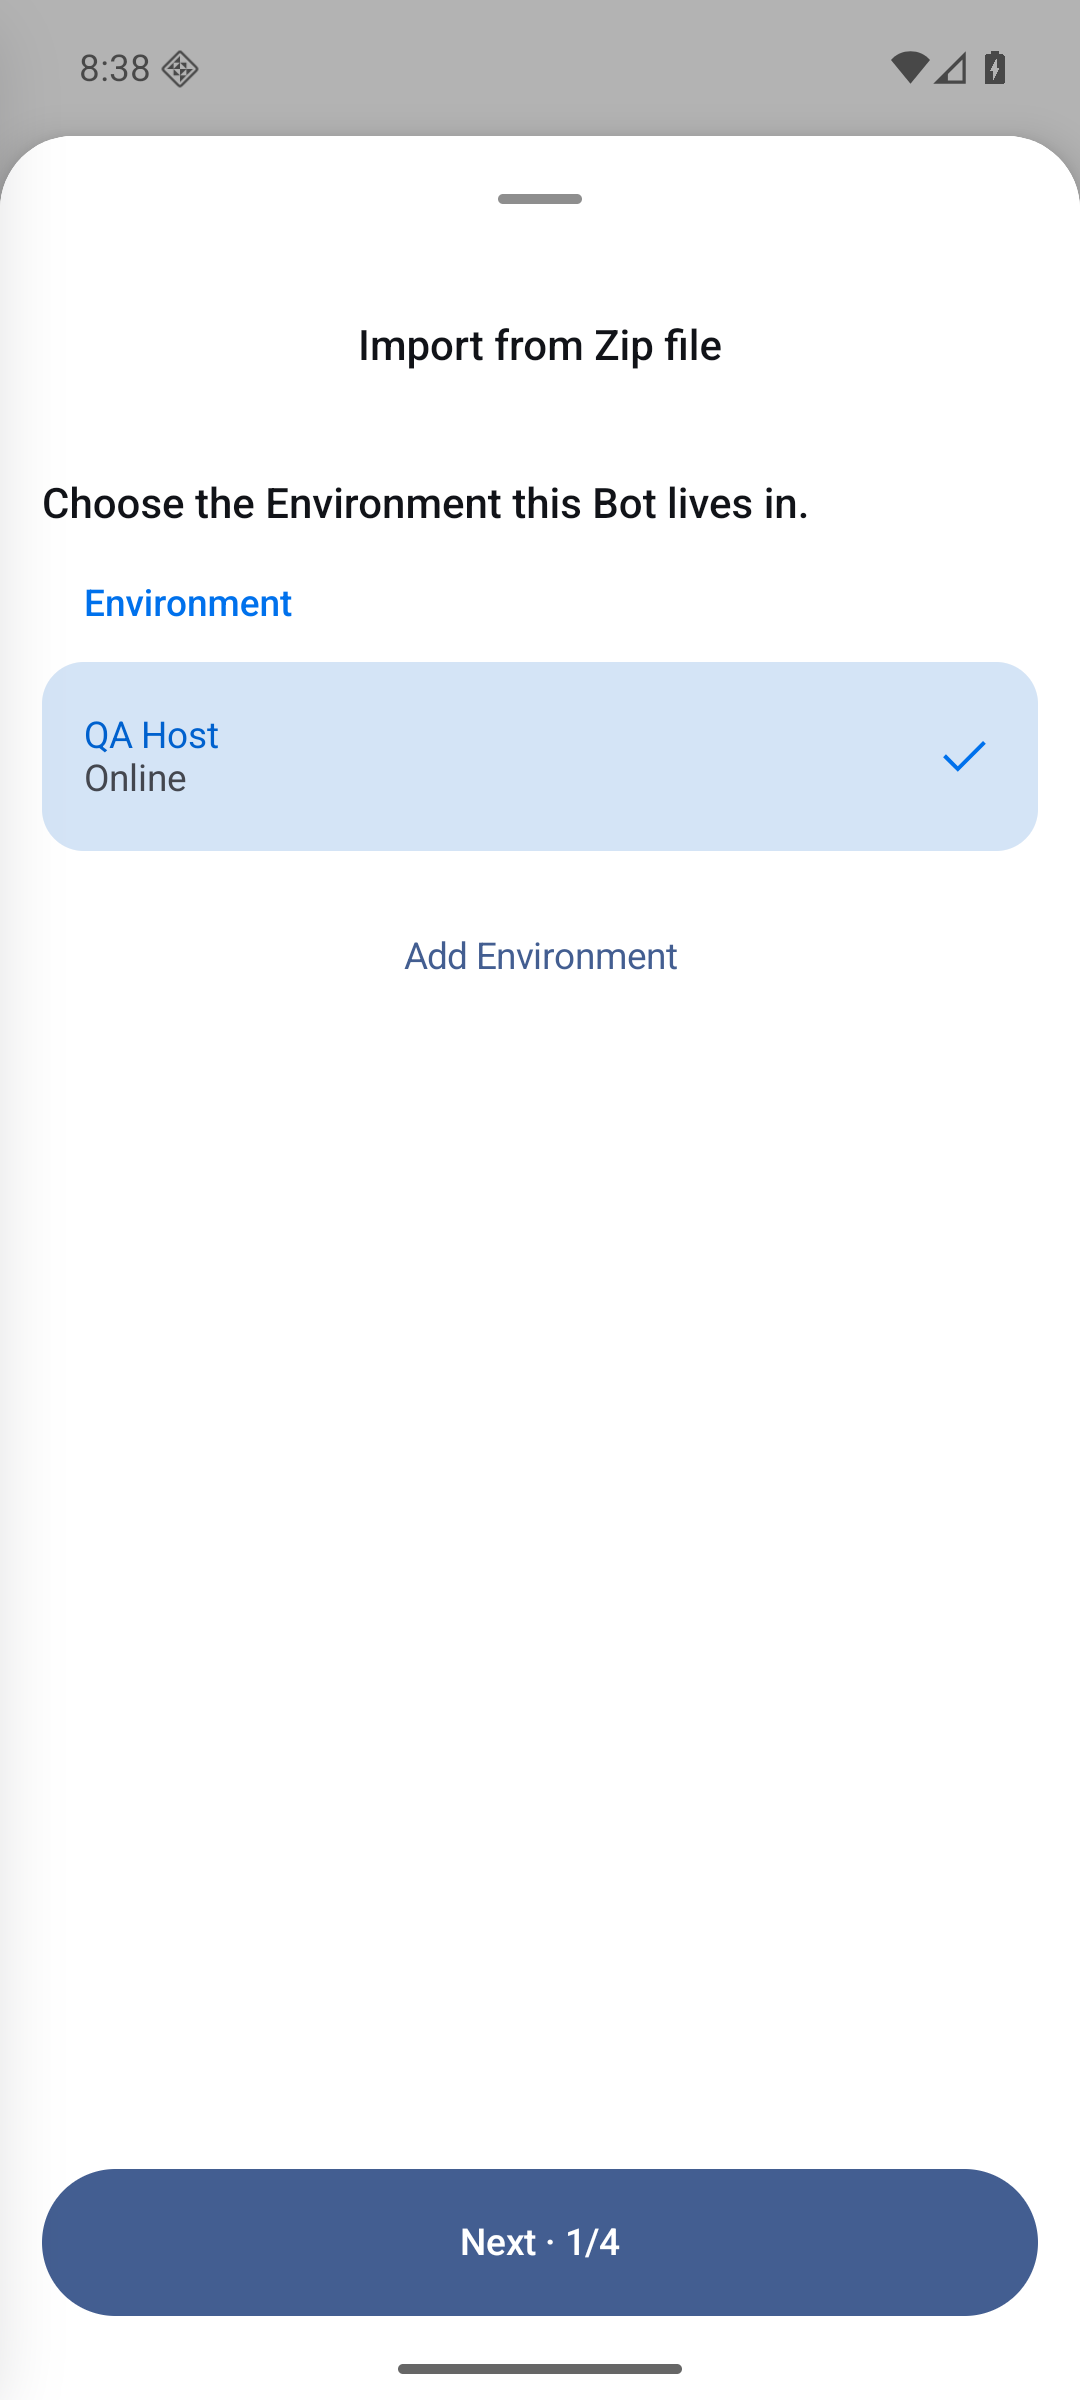 8:38
Import from Zip file
Choose the Environment this Bot lives in.
Environment
QA Host
Online
Add Environment
Next · 1/4